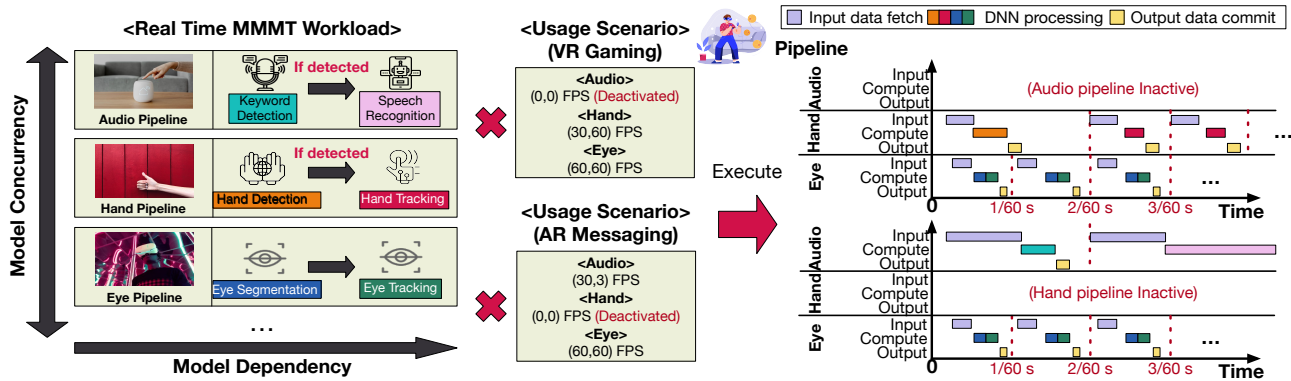 <Real Time MMMT Workload>
Model Concurrency
If detected
Keyword
Detection
Speech
Recognition
Audio Pipeline
If detected
Hand Detection
Hand Tracking
Hand Pipeline
Eye Segmentation
Eye Tracking
Eye Pipeline
...
Model Dependency
<Usage Scenario>
(VR Gaming)
<Audio>
(0,0) FPS (Deactivated)
<Hand>
(30,60) FPS
<Eye>
(60,60) FPS
<Usage Scenario>
(AR Messaging)
<Audio>
(30,3) FPS
<Hand>
(0,0) FPS (Deactivated)
<Eye>
(60,60) FPS
Execute
Input data fetch
DNN processing
Output data commit
Pipeline
Audio
Input
Compute
Output
(Audio pipeline Inactive)
Hand
Input
Compute
Output
...
Eye
Input
Compute
Output
...
0
1/60 s
2/60 s
3/60 s
Time
Audio
Input
Compute
Output
Hand
Input
Compute
Output
(Hand pipeline Inactive)
Eye
Input
Compute
Output
...
0
1/60 s
2/60 s
3/60 s
Time